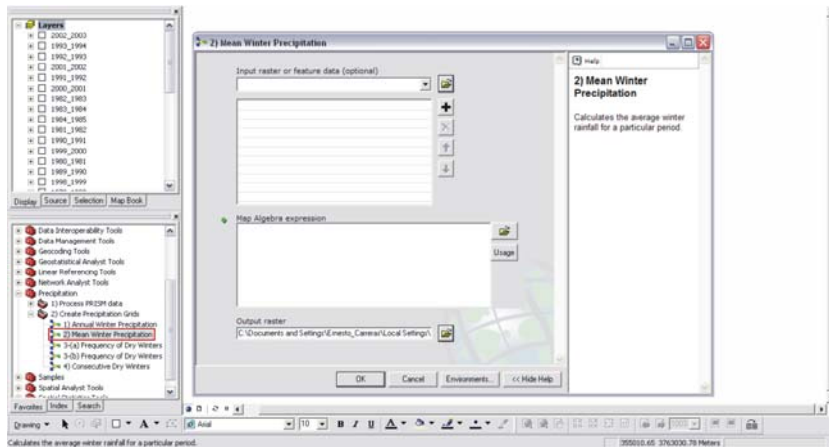 Layers
2002_2003
1993_1994
1992_1993
2001_2002
1991_1992
2000_2001
1982_1983
1983_1984
1984_1985
1981_1982
1990_1991
1999_2000
1980_1981
1989_1990
1998_1999
Display Source Selection Map Book
Data Interoperability Tools
Data Management Tools
Geocoding Tools
Geostatistical Analyst Tools
Linear Referencing Tools
Network Analyst Tools
Precipitation
1) Process PRISM data
2) Create Precipitation Grids
1) Annual Winter Precipitation
2) Mean Winter Precipitation
3-(a) Frequency of Dry Winters
3-(b) Frequency of Dry Winters
4) Consecutive Dry Winters
Samples
Spatial Analyst Tools
Favorites Index Search
2) Mean Winter Precipitation
Input raster or feature data (optional)
Map Algebra expression
Usage
Output raster
C:\Documents and Settings\Ernesto_Carreras\Local Settings\
OK Cancel Environments... << Hide Help
Help
2) Mean Winter
Precipitation
Calculates the average winter
rainfall for a particular period.
Drawing A Arial 10 B I U A
Calculates the average winter rainfall for a particular period.
355010.65 3763030.78 Meters